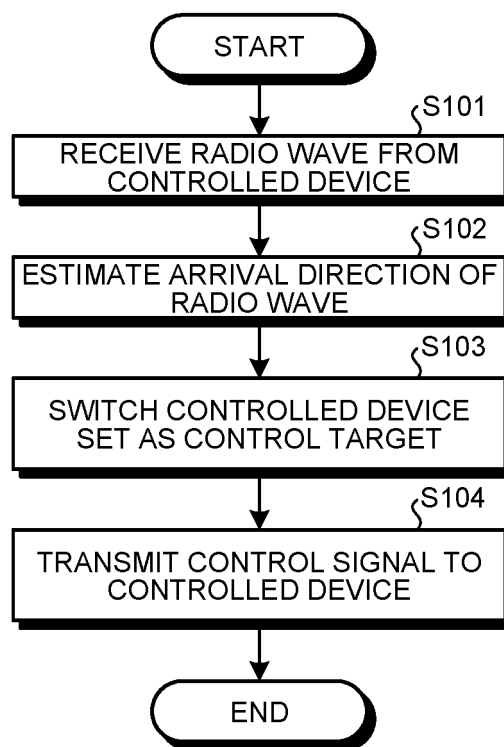 START
S101
RECEIVE RADIO WAVE FROM
CONTROLLED DEVICE
S102
ESTIMATE ARRIVAL DIRECTION OF
RADIO WAVE
S103
SWITCH CONTROLLED DEVICE
SET AS CONTROL TARGET
S104
TRANSMIT CONTROL SIGNAL TO
CONTROLLED DEVICE
END